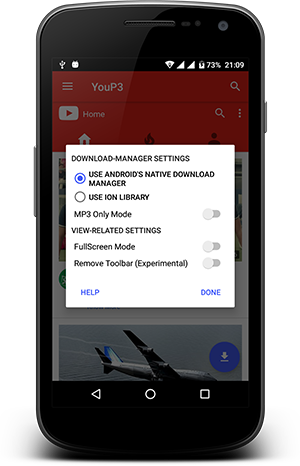 73% 21:09
YouP3
Home
DOWNLOAD-MANAGER SETTINGS
USE ANDROID'S NATIVE DOWNLOAD
MANAGER
USE ION LIBRARY
MP3 Only Mode
VIEW-RELATED SETTINGS
FullScreen Mode
Remove Toolbar (Experimental)
HELP DONE